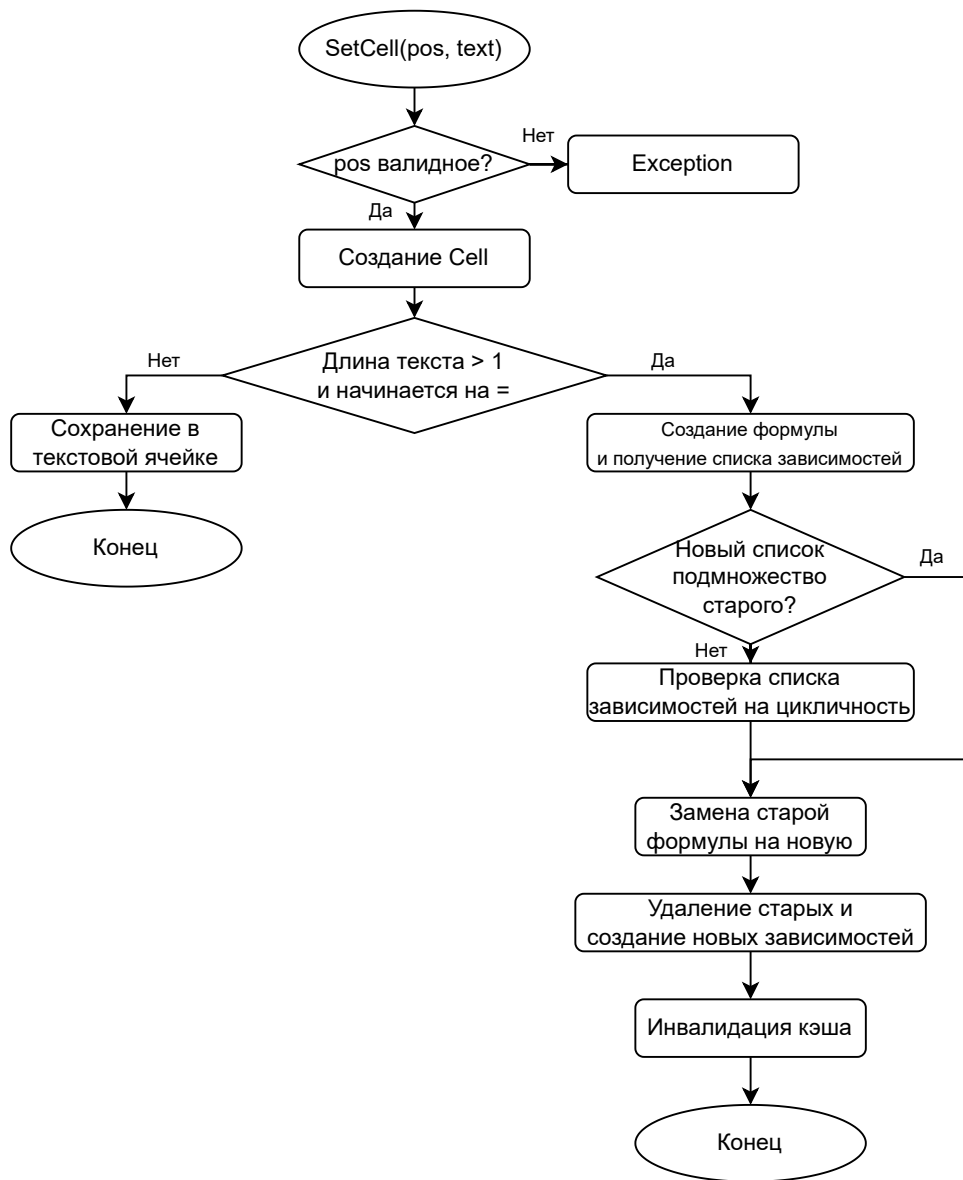 SetCell(pos, text)
Нет
pos валидное?
Exception
Да
Создание Cell
Нет
Длина текста > 1
и начинается на =
Да
Сохранение в
текстовой ячейке
Создание формулы
и получение списка зависимостей
Конец
Новый список
подмножество
старого?
Да
Нет
Проверка списка
зависимостей на цикличность
Замена старой
формулы на новую
Удаление старых и
создание новых зависимостей
Инвалидация кэша
Конец